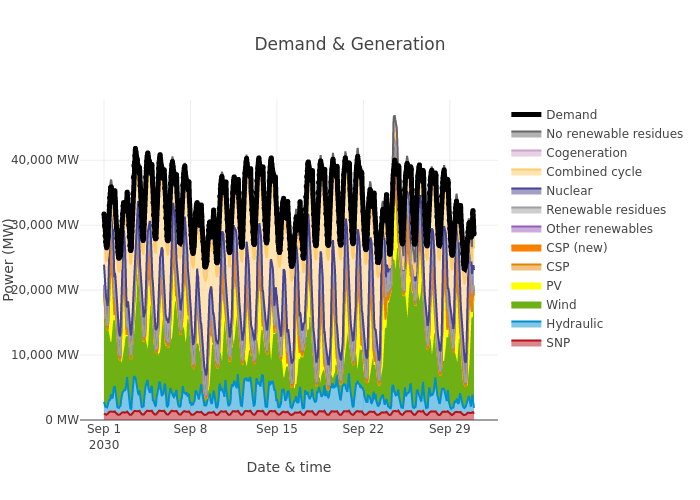 Demand & Generation
Power (MW)
40,000 MW
30,000 MW
20,000 MW
10,000 MW
0 MW
Sep 1
2030
Sep 8
Sep 15
Sep 22
Sep 29
Date & time
Demand
No renewable residues
Cogeneration
Combined cycle
Nuclear
Renewable residues
Other renewables
CSP (new)
CSP
PV
Wind
Hydraulic
SNP